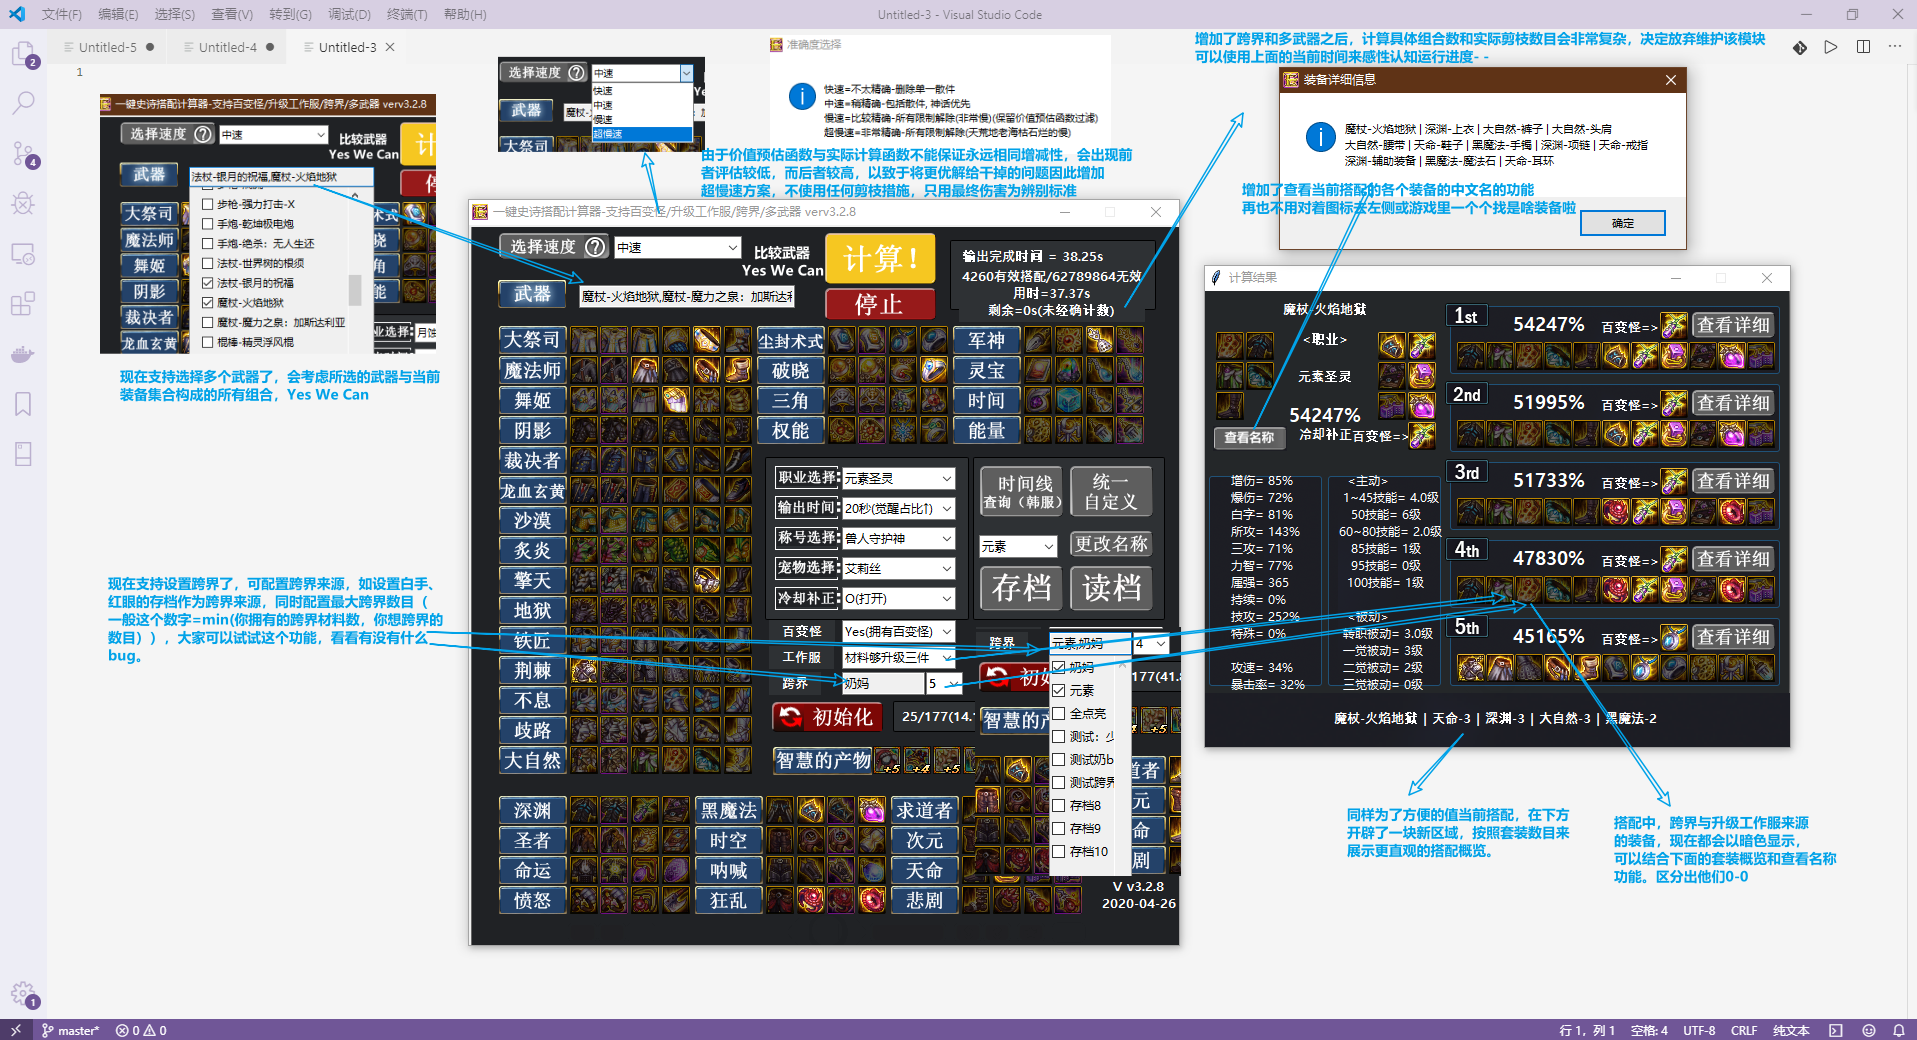 文件(F) 编辑(E) 选择(S) 查看(V) 转到(G) 调试(D) 终端(T) 帮助(H)
Untitled-3 - Visual Studio Code
Untitled-5
Untitled-4
Untitled-3
1
2
4
一键史诗搭配计算器-支持百变怪/升级工作服/跨界/多武器 verv3.2.8
选择速度
中速
比较武器
Yes We Can
武器
法杖-银月的祝福,魔杖-火焰地狱
大祭司
魔法师
舞姬
阴影
裁决者
龙血玄黄
步枪-强力打击-X
手炮-乾坤极电炮
手炮-绝杀：无人生还
法杖-世界树的根须
法杖-银月的祝福
魔杖-火焰地狱
魔杖-魔力之泉：加斯达利亚
棍棒-精灵浮风棍
现在支持选择多个武器了，会考虑所选的武器与当前
装备集合构成的所有组合，Yes We Can
选择速度
中速
快速
中速
慢速
超慢速
武器
大祭司
准确度选择
快速=不太精确-删除单一散件
中速=稍精确-包括散件, 神话优先
慢速=比较精确-所有限制解除(非常慢)(保留价值预估函数过滤)
超慢速=非常精确-所有限制解除(天荒地老海枯石烂的慢)
由于价值预估函数与实际计算函数不能保证永远相同增减性，会出现前
者评估较低，而后者较高，以致于将更优解给干掉的问题因此增加
超慢速方案，不使用任何剪枝措施，只用最终伤害为辨别标准
增加了跨界和多武器之后，计算具体组合数和实际剪枝数目会非常复杂，决定放弃维护该模块
可以使用上面的当前时间来感性认知运行进度- -
装备详细信息
魔杖-火焰地狱 | 深渊-上衣 | 大自然-裤子 | 大自然-头肩
大自然-腰带 | 天命-鞋子 | 黑魔法-手镯 | 深渊-项链 | 天命-戒指
深渊-辅助装备 | 黑魔法-魔法石 | 天命-耳环
确定
增加了查看当前搭配的各个装备的中文名的功能
再也不用对着图标去左侧或游戏里一个个找是啥装备啦
一键史诗搭配计算器-支持百变怪/升级工作服/跨界/多武器 verv3.2.8
选择速度
中速
比较武器
Yes We Can
计算！
停止
武器
魔杖-火焰地狱,魔杖-魔力之泉：加斯达利
输出完成时间 = 38.25s
4260有效搭配/62789864无效
用时=37.37s
剩余=0s(未经确计数)
大祭司
尘封术式
军神
魔法师
破晓
灵宝
舞姬
三角
时间
阴影
权能
能量
裁决者
龙血玄黄
沙漠
炙炎
擎天
地狱
铁匠
荆棘
不息
歧路
大自然
职业选择:
元素圣灵
输出时间:
20秒(觉醒占比↑)
称号选择:
兽人守护神
宠物选择:
艾莉丝
冷却补正:
O(打开)
百变怪
Yes(拥有百变怪)
工作服
材料够升级三件
跨界
奶妈
5
时间线
查询（韩服）
统一
自定义
元素
更改名称
存档
读档
跨界
元素,奶妈
4
奶妈
元素
全点亮
测试奶b
测试跨界
存档8
存档9
存档10
初始化
25/177(14.
177(41.8
智慧的产物
+5
+4
+5
智慧的产
+5
深渊
黑魔法
求道者
圣者
时空
次元
命运
呐喊
天命
愤怒
狂乱
悲剧
V v3.2.8
2020-04-26
现在支持设置跨界了，可配置跨界来源，如设置白手、
红眼的存档作为跨界来源，同时配置最大跨界数目（
一般这个数字=min(你拥有的跨界材料数，你想跨界的
数目)），大家可以试试这个功能，看看有没有什么
bug。
计算结果
魔杖-火焰地狱
<职业>
元素圣灵
54247%
冷却补正百变怪=>
查看名称
增伤= 85%
爆伤= 72%
白字= 81%
所攻= 143%
三攻= 71%
力智= 77%
属强= 365
持续= 0%
技攻= 252%
特殊= 0%
攻速= 34%
暴击率= 32%
<主动>
1~45技能= 4.0级
50技能= 6级
60~80技能= 2.0级
85技能= 1级
95技能= 0级
100技能= 1级
<被动>
转职被动= 3.0级
一觉被动= 3级
二觉被动= 2级
三觉被动= 0级
1st
54247%
百变怪=>
查看详细
2nd
51995%
百变怪=>
查看详细
3rd
51733%
百变怪=>
查看详细
4th
47830%
百变怪=>
查看详细
5th
45165%
百变怪=>
查看详细
魔杖-火焰地狱 | 天命-3 | 深渊-3 | 大自然-3 | 黑魔法-2
同样为了方便的值当前搭配，在下方
开辟了一块新区域，按照套装数目来
展示更直观的搭配概览。
搭配中，跨界与升级工作服来源
的装备，现在都会以暗色显示，
可以结合下面的套装概览和查看名称
功能。区分出他们0-0
1
master*
0
0
行 1，列 1
空格: 4
UTF-8
CRLF
纯文本